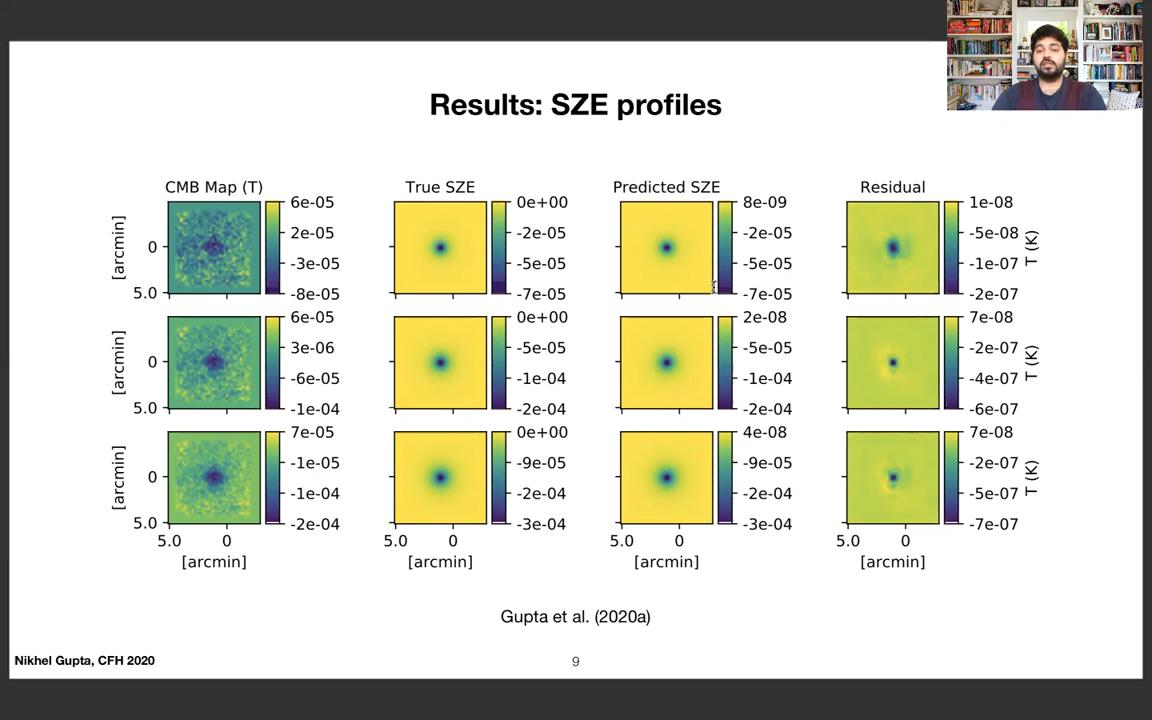 Results: SZE profiles
CMB Map (T)
True SZE
Predicted SZE
Residual
[arcmin]
0
5.0
6e-05
2e-05
-3e-05
-8e-05
0e+00
-2e-05
-5e-05
-7e-05
8e-09
-2e-05
-5e-05
-7e-05
1e-08
-5e-08
-1e-07
-2e-07
T (K)
[arcmin]
0
5.0
6e-05
3e-06
-6e-05
-1e-04
0e+00
-5e-05
-1e-04
-2e-04
2e-08
-5e-05
-1e-04
-2e-04
7e-08
-2e-07
-4e-07
-6e-07
T (K)
[arcmin]
0
5.0
7e-05
-1e-05
-1e-04
-2e-04
0e+00
-9e-05
-2e-04
-3e-04
4e-08
-9e-05
-2e-04
-3e-04
7e-08
-2e-07
-5e-07
-7e-07
T (K)
5.0 0
5.0 0
5.0 0
5.0 0
[arcmin]
[arcmin]
[arcmin]
[arcmin]
Gupta et al. (2020a)
Nikhel Gupta, CFH 2020
9